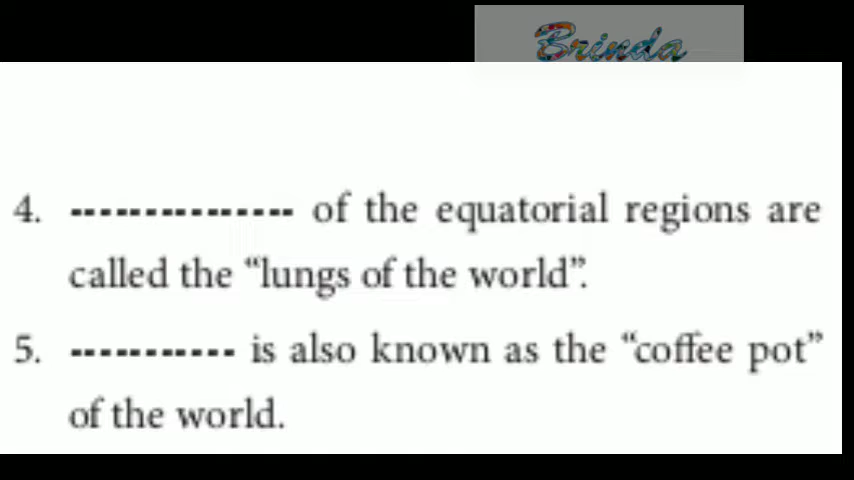 Brinda
4. --------------- of the equatorial regions are
called the “lungs of the world”.
5. ----------- is also known as the “coffee pot”
of the world.